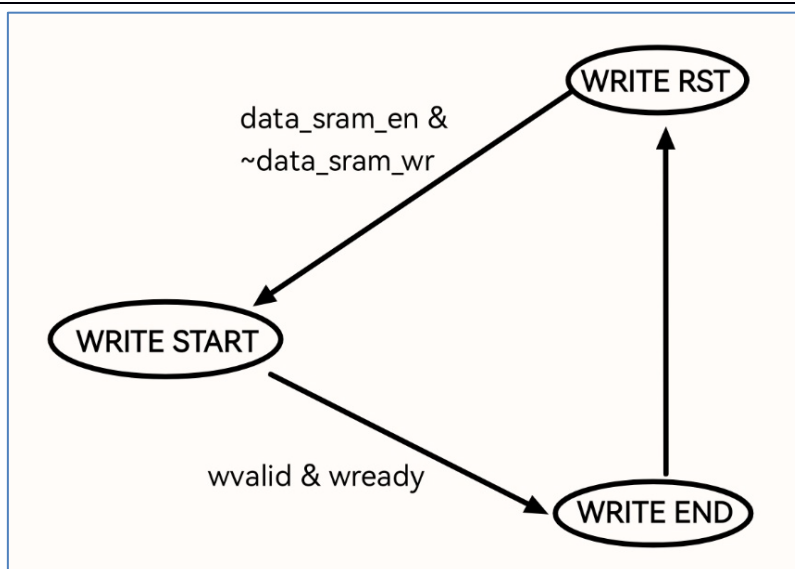 WRITE RST
data_sram_en &
~data_sram_wr
WRITE START
wvalid & wready
WRITE END